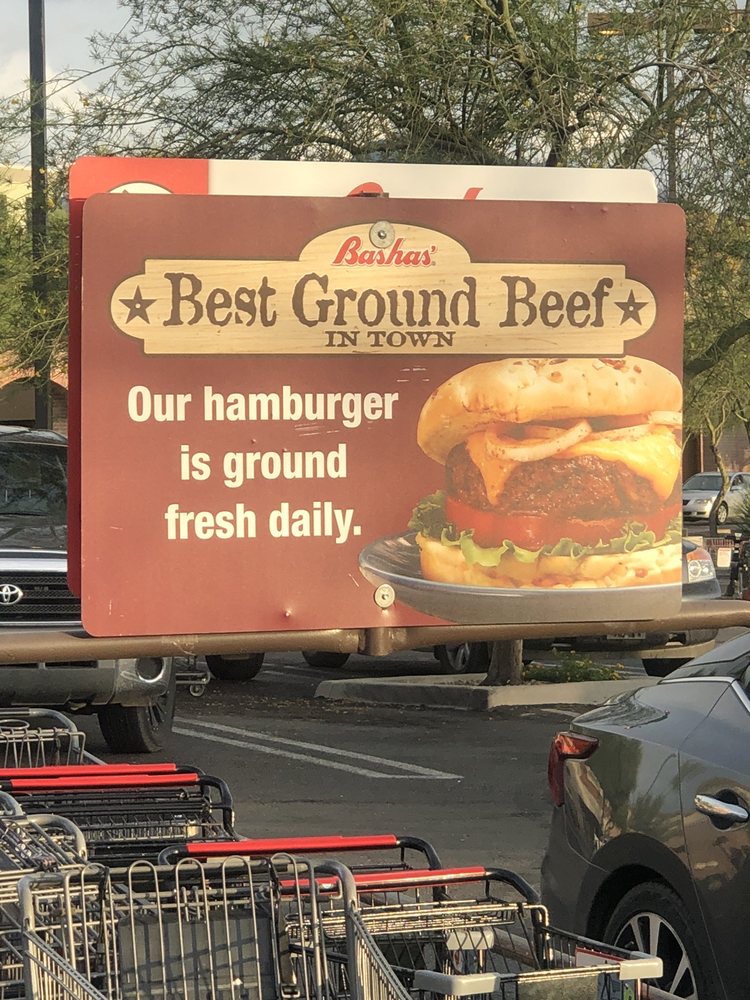 Bashas'
Best Ground Beef
IN TOWN
Our hamburger
is ground
fresh daily.